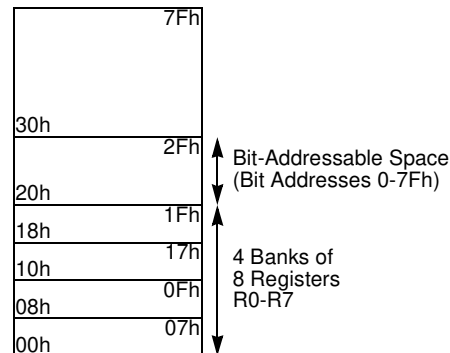 7Fh
30h
2Fh
Bit-Addressable Space
(Bit Addresses 0-7Fh)
20h
1Fh
18h
17h
10h
4 Banks of
8 Registers
R0-R7
0Fh
08h
07h
00h